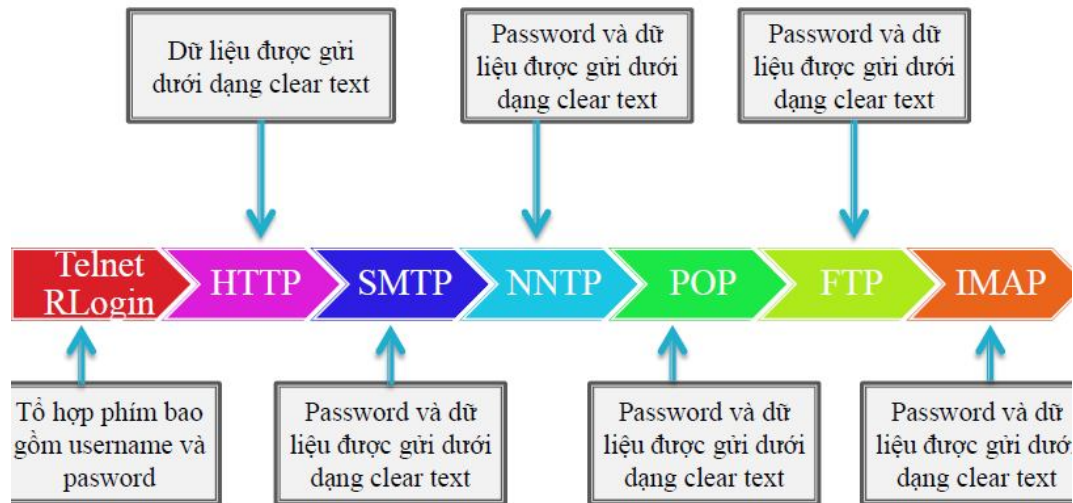 Dữ liệu được gửi
dưới dạng clear text
Password và dữ
liệu được gửi dưới
dạng clear text
Password và dữ
liệu được gửi dưới
dạng clear text
Telnet
RLogin
HTTP
SMTP
NNTP
POP
FTP
IMAP
Tổ hợp phím bao
gồm username và
pasword
Password và dữ
liệu được gửi dưới
dạng clear text
Password và dữ
liệu được gửi dưới
dạng clear text
Password và dữ
liệu được gửi dưới
dạng clear text